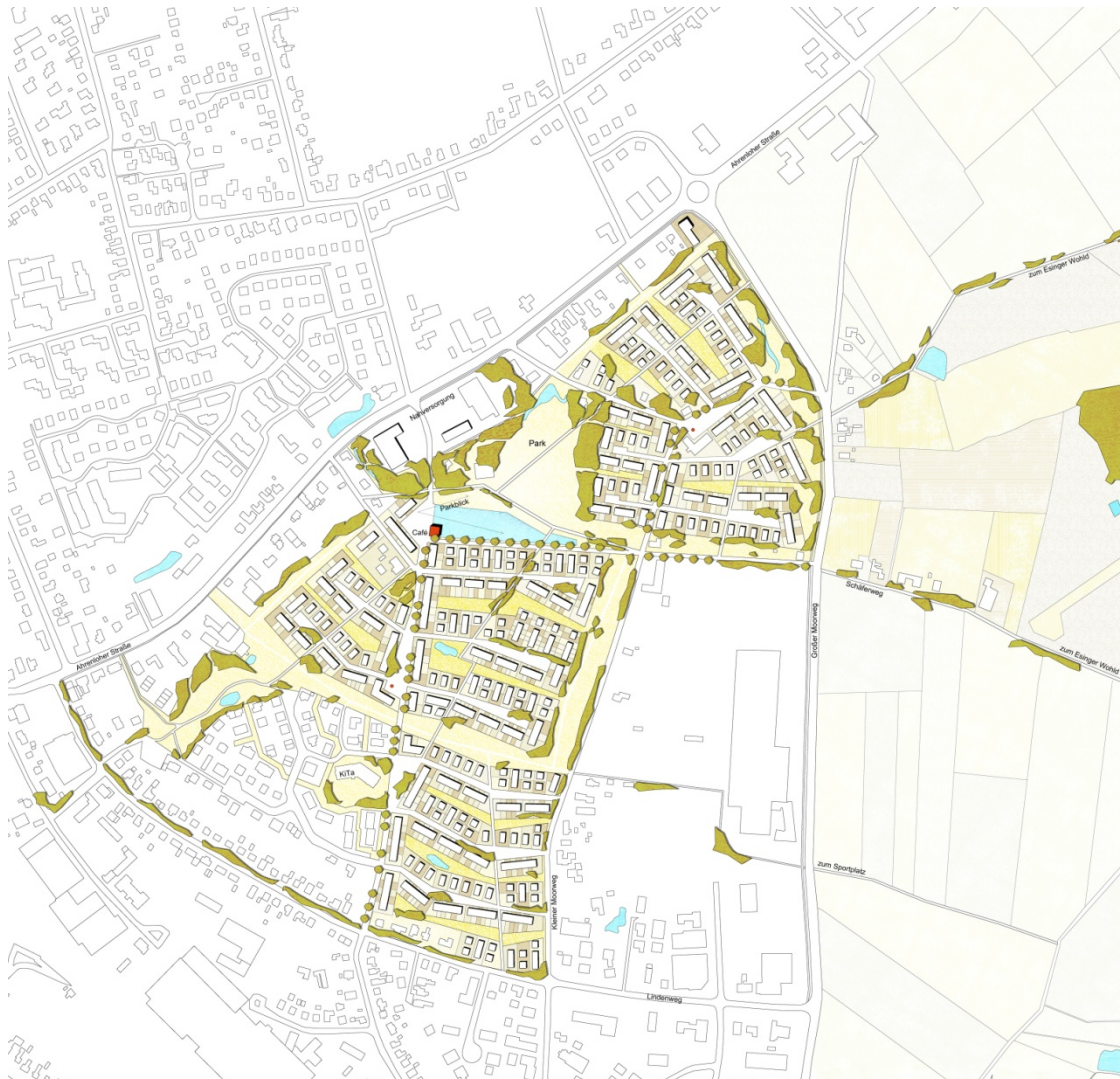 Ahrenloher Straße
zum Esinger Wohld
Nahversorgung
Park
Parkblick
Café
Schäferweg
Großer Moorweg
zum Esinger Wohld
Ahrenloher Straße
KiTa
zum Sportplatz
Kleiner Moorweg
Lindenweg